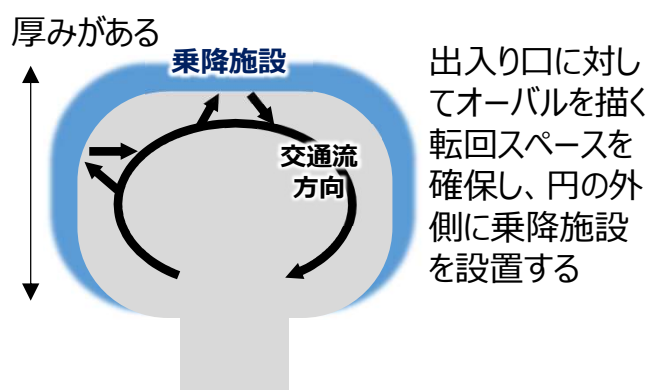 厚みがある
乗降施設
交通流
方向
出入り口に対し
てオーバルを描く
転回スペースを
確保し、円の外
側に乗降施設
を設置する